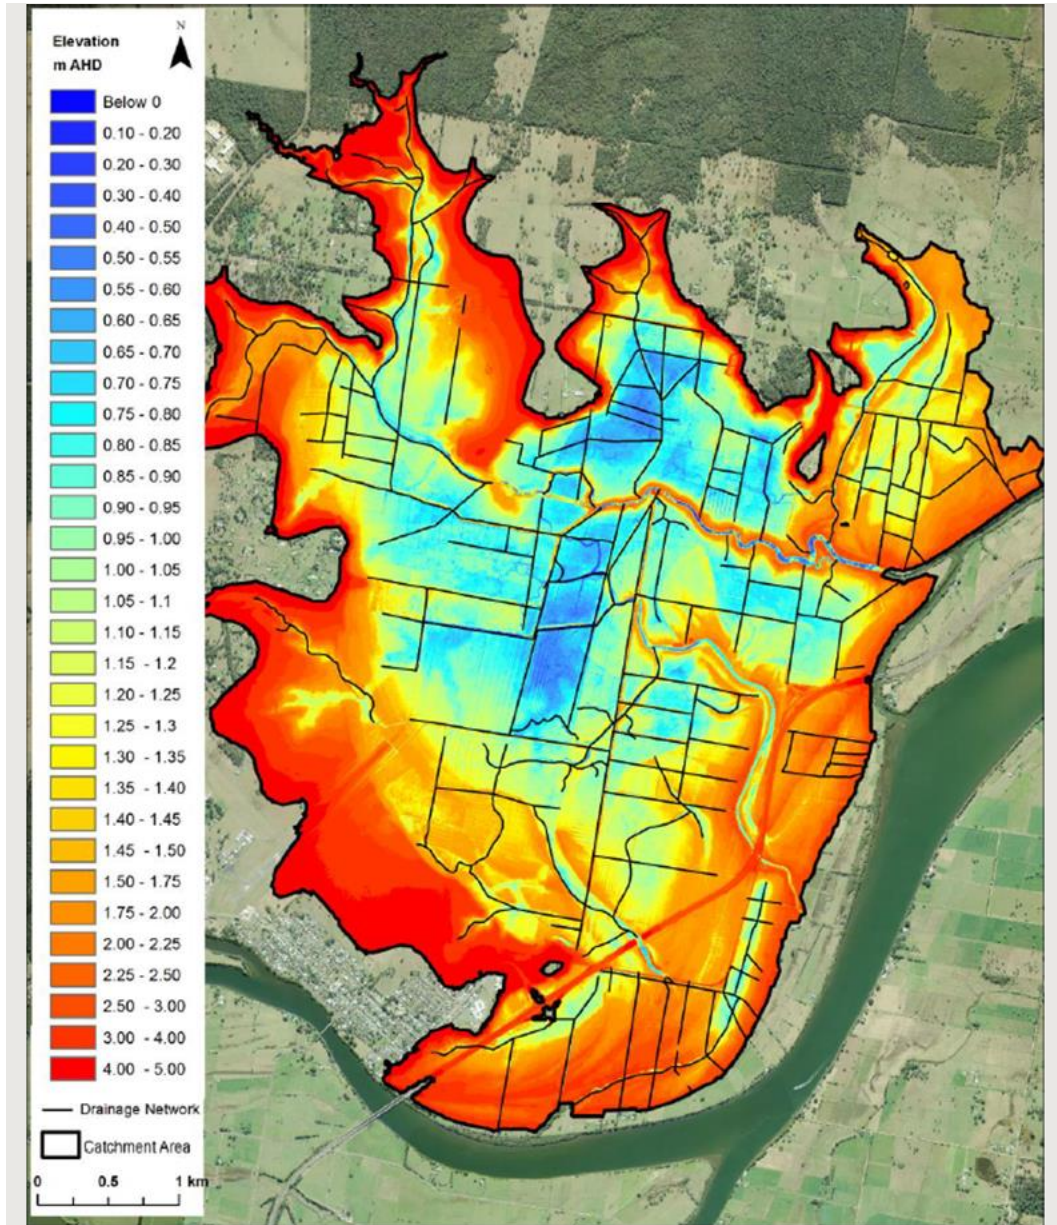 N
Elevation
m AHD
Below 0
0.10 - 0.20
0.20 - 0.30
0.30 - 0.40
0.40 - 0.50
0.50 - 0.55
0.55 - 0.60
0.60 - 0.65
0.65 - 0.70
0.70 - 0.75
0.75 - 0.80
0.80 - 0.85
0.85 - 0.90
0.90 - 0.95
0.95 - 1.00
1.00 - 1.05
1.05 - 1.1
1.10 - 1.15
1.15 - 1.2
1.20 - 1.25
1.25 - 1.3
1.30 - 1.35
1.35 - 1.40
1.40 - 1.45
1.45 - 1.50
1.50 - 1.75
1.75 - 2.00
2.00 - 2.25
2.25 - 2.50
2.50 - 3.00
3.00 - 4.00
4.00 - 5.00
Drainage Network
Catchment Area
0 0.5 1 km